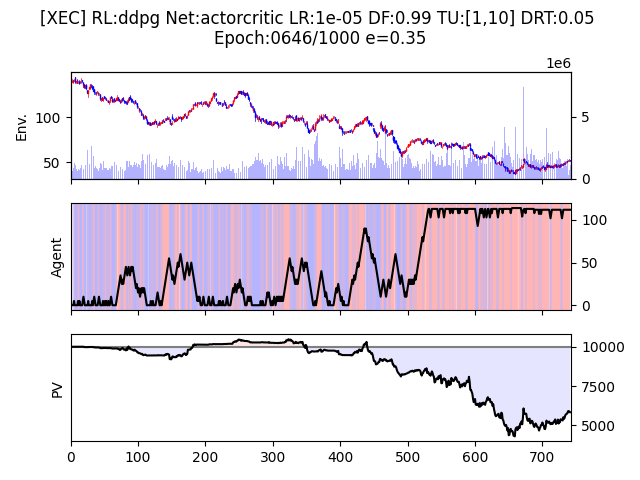 [XEC] RL:ddpg Net:actorcritic LR:1e-05 DF:0.99 TU:[1,10] DRT:0.05
Epoch:0646/1000 e=0.35
1e6
Env.
100
50
5
0
Agent
100
50
0
PV
10000
7500
5000
0 100 200 300 400 500 600 700